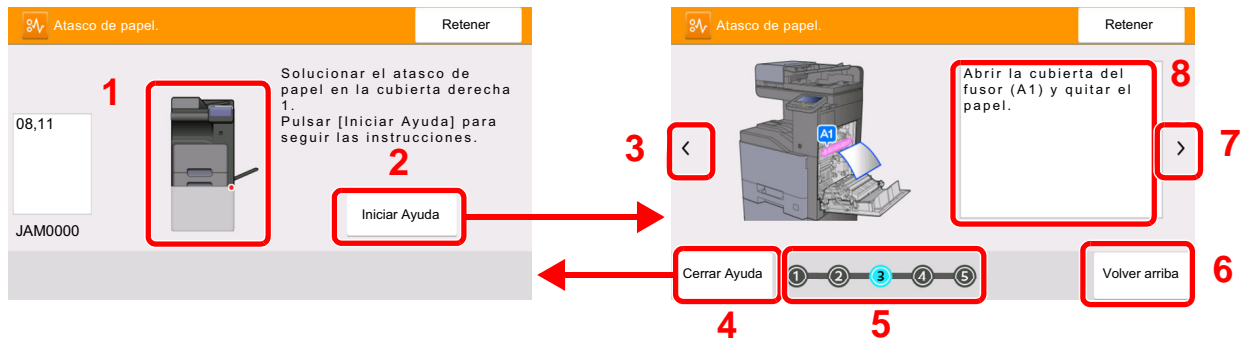 Atasco de papel.
Retener
1
Solucionar el atasco de
papel en la cubierta derecha
1.
Pulsar [Iniciar Ayuda] para
seguir las instrucciones.
08,11
JAM0000
2
Iniciar Ayuda
Atasco de papel.
Retener
3
<
A1
Abrir la cubierta del
fusor (A1) y quitar el
papel.
8
>
7
Cerrar Ayuda
4
1 2 3 4 5
5
Volver arriba
6